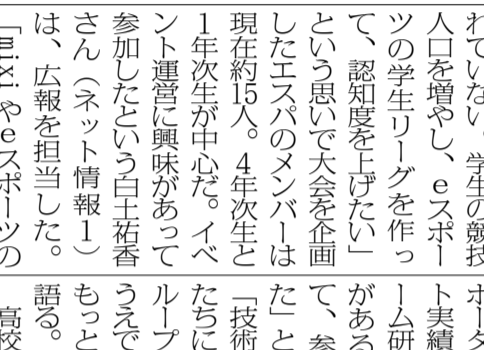 れていない。学生の競技
人口を増やし、eスポー
ツの学生リーグを作っ
て、認知度を上げたい」
という思いで大会を企画
したエスパのメンバーは
現在約15人。4年次生と
1年次生が中心だ。イベ
ント運営に興味があって
参加したという白土祐香
さん（ネット情報1）
は、広報を担当した。
「mixiやeスポーツの
ポータ
ト実績
ーム研
がある
て、参
た」と
「技術
たちに
ループ
うえで
もっと
語る。
高校